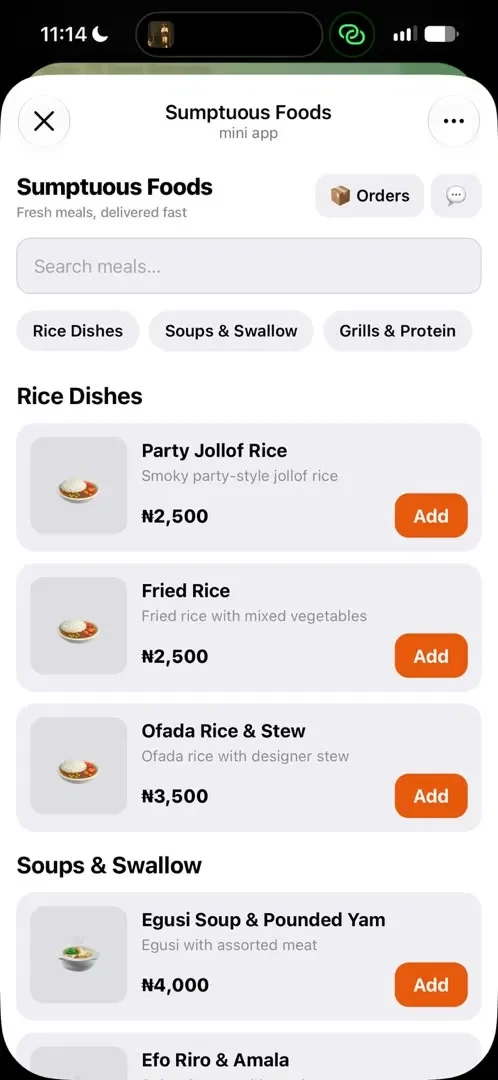 11:14
Sumptuous Foods
mini app
Sumptuous Foods
Fresh meals, delivered fast
Orders
Search meals...
Rice Dishes
Soups & Swallow
Grills & Protein
Rice Dishes
Party Jollof Rice
Smoky party-style jollof rice
₦2,500
Add
Fried Rice
Fried rice with mixed vegetables
₦2,500
Add
Ofada Rice & Stew
Ofada rice with designer stew
₦3,500
Add
Soups & Swallow
Egusi Soup & Pounded Yam
Egusi with assorted meat
₦4,000
Add
Efo Riro & Amala